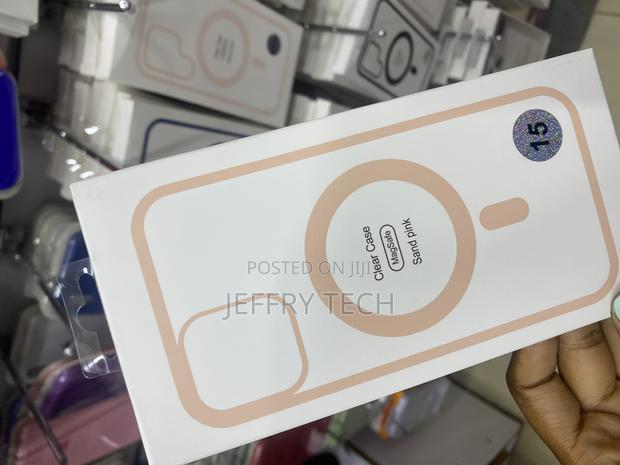 15
Clear Case
MagSafe
Sand pink
POSTED ON JIJI
JEFFRY TECH